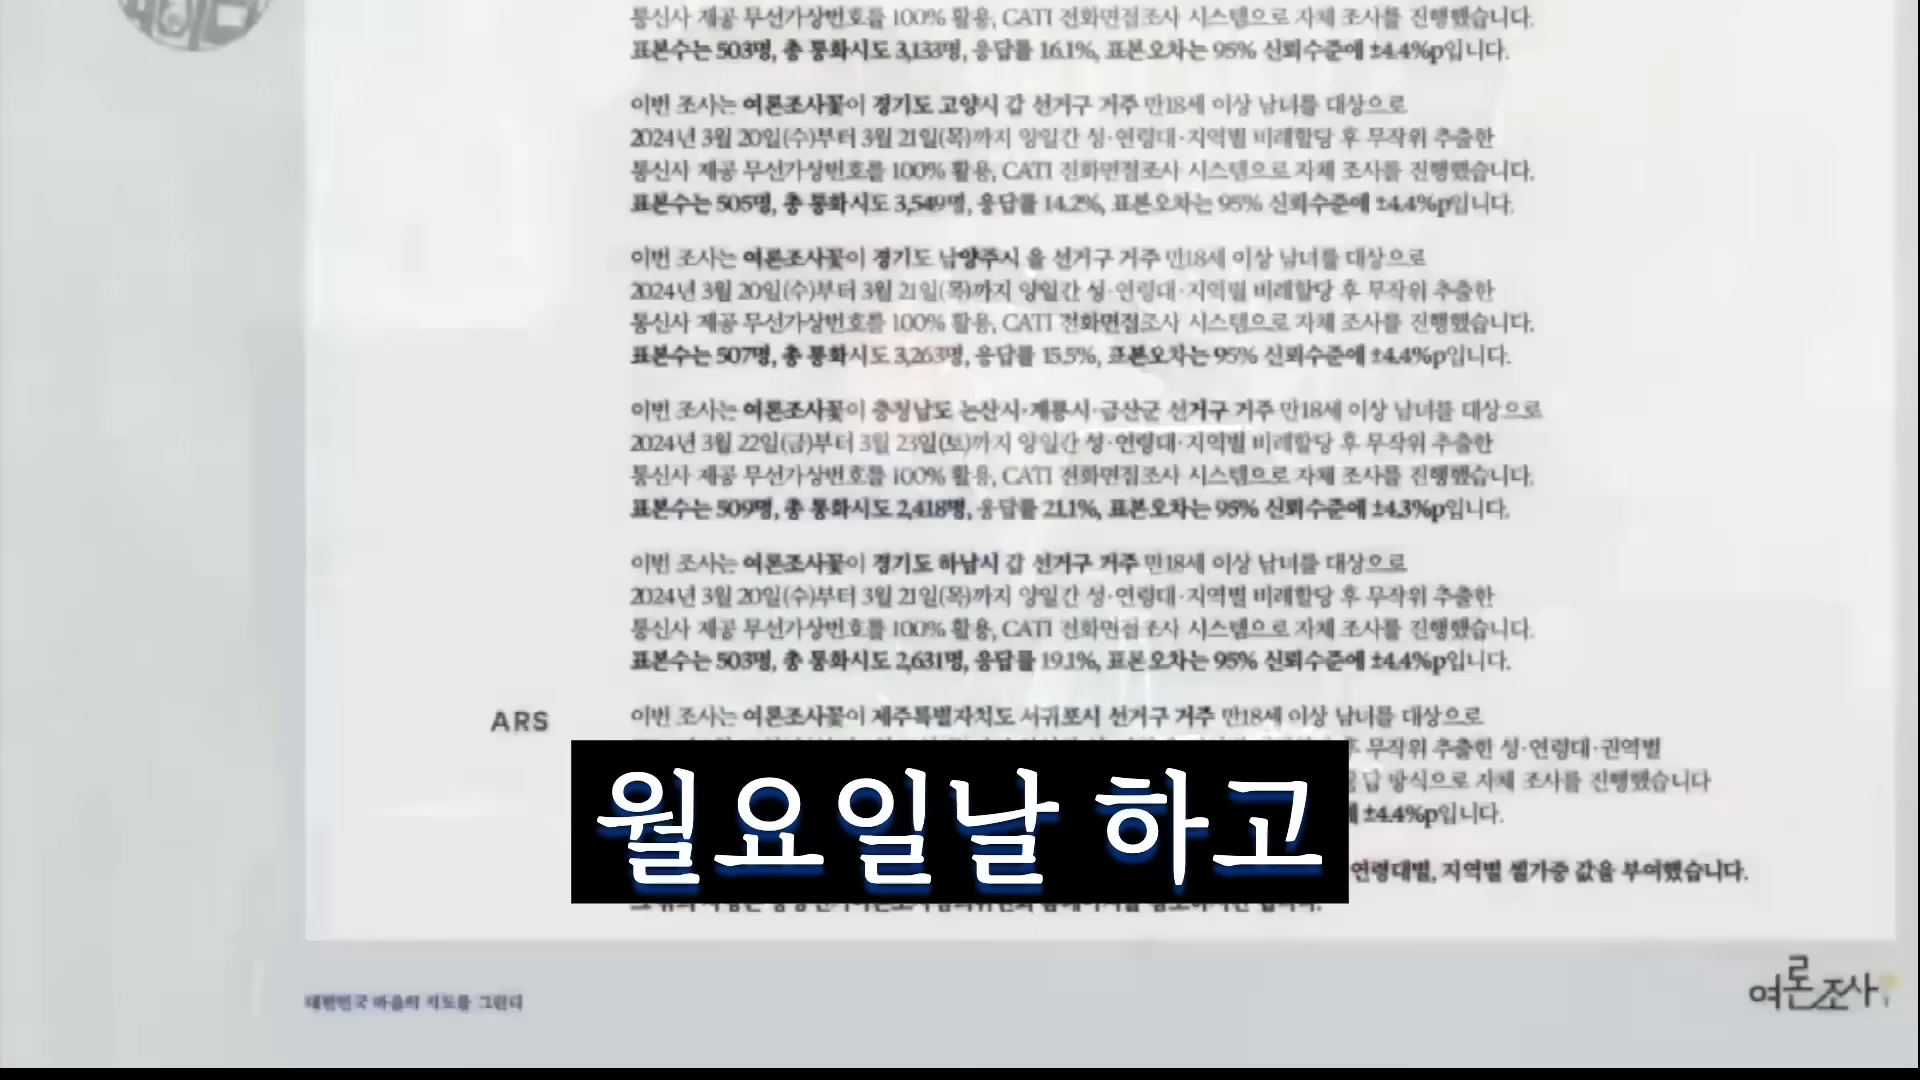 통신사 제공 무선가상번호를 100% 활용, CATI 전화면접조사 시스템으로 자체 조사를 진행했습니다.
표본수는 503명, 총 통화시도 3,133명, 응답률 16.1%, 표본오차는 95% 신뢰수준에 ±4.4%p입니다.
이번 조사는 여론조사꽃이 경기도 고양시 갑 선거구 거주 만18세 이상 남녀를 대상으로
2024년 3월 20일(수)부터 3월 21일(목)까지 양일간 성·연령대·지역별 비례할당 후 무작위 추출한
통신사 제공 무선가상번호를 100% 활용, CATI 전화면접조사 시스템으로 자체 조사를 진행했습니다.
표본수는 505명, 총 통화시도 3,549명, 응답률 14.2%, 표본오차는 95% 신뢰수준에 ±4.4%p입니다.
이번 조사는 여론조사꽃이 경기도 남양주시 을 선거구 거주 만18세 이상 남녀를 대상으로
2024년 3월 20일(수)부터 3월 21일(목)까지 양일간 성·연령대·지역별 비례할당 후 무작위 추출한
통신사 제공 무선가상번호를 100% 활용, CATI 전화면접조사 시스템으로 자체 조사를 진행했습니다.
표본수는 507명, 총 통화시도 3,263명, 응답률 15.5%, 표본오차는 95% 신뢰수준에 ±4.4%p입니다.
이번 조사는 여론조사꽃이 충청남도 논산시·계룡시·금산군 선거구 거주 만18세 이상 남녀를 대상으로
2024년 3월 22일(금)부터 3월 23일(토)까지 양일간 성·연령대·지역별 비례할당 후 무작위 추출한
통신사 제공 무선가상번호를 100% 활용, CATI 전화면접조사 시스템으로 자체 조사를 진행했습니다.
표본수는 509명, 총 통화시도 2,418명, 응답률 21.1%, 표본오차는 95% 신뢰수준에 ±4.3%p입니다.
이번 조사는 여론조사꽃이 경기도 하남시 갑 선거구 거주 만18세 이상 남녀를 대상으로
2024년 3월 20일(수)부터 3월 21일(목)까지 양일간 성·연령대·지역별 비례할당 후 무작위 추출한
통신사 제공 무선가상번호를 100% 활용, CATI 전화면접조사 시스템으로 자체 조사를 진행했습니다.
표본수는 503명, 총 통화시도 2,631명, 응답률 19.1%, 표본오차는 95% 신뢰수준에 ±4.4%p입니다.
ARS 이번 조사는 여론조사꽃이 제주특별자치도 서귀포시 선거구 거주 만18세 이상 남녀를 대상으로
무작위 추출한 성·연령대·권역별
방식으로 자체 조사를 진행했습니다
±4.4%p입니다.
월요일날 하고
연령대별, 지역별 셀가중 값을 부여했습니다.
대한민국 마음의 지도를 그린다
여론조사